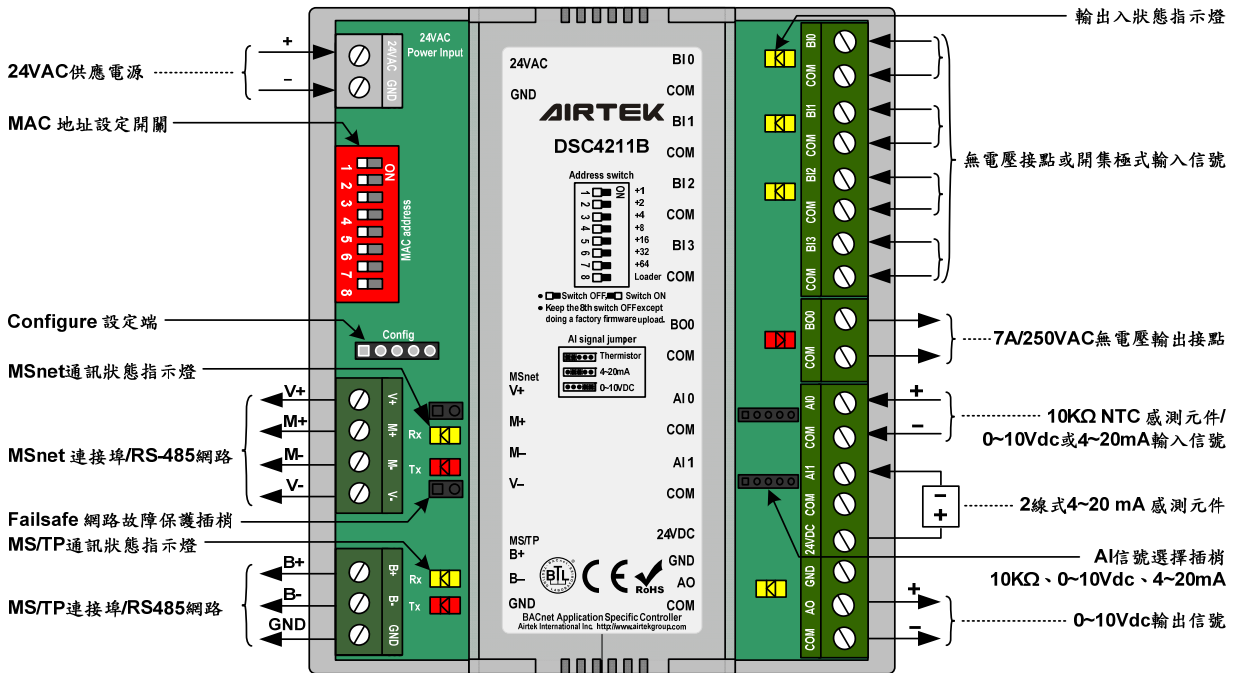 24VAC供應電源
+
−
MAC 地址設定開關
Configure 設定端
MSnet通訊狀態指示燈
V+
M+
M-
V-
MSnet 連接埠/RS-485網路
Failsafe 網路故障保護插梢
MS/TP通訊狀態指示燈
B+
B-
GND
MS/TP連接埠/RS485網路
24VAC
GND
24VAC
Power Input
ON
1
2
3
4
5
6
7
8
MAC address
Config
V+
M+
M-
V-
Rx
Tx
B+
B-
GND
Rx
Tx
24VAC
GND
AIRTEK
DSC4211B
Address switch
ON
1 +1
2 +2
3 +4
4 +8
5 +16
6 +32
7 +64
8 Loader
• Switch OFF, Switch ON
• Keep the 8th switch OFF except
doing a factory firmware upload.
AI signal jumper
Thermistor
4~20mA
0~10VDC
MSnet
V+
M+
M–
V–
MS/TP
B+
B–
GND
BTL
CE
RoHS
BACnet Application Specific Controller
Airtek International Inc. http://www.airtekgroup.com
BI 0
COM
BI 1
COM
BI 2
COM
BI 3
COM
BO0
COM
AI 0
COM
AI 1
COM
24VDC
GND
AO
COM
BI0
COM
BI1
COM
BI2
COM
BI3
COM
BO0
COM
AI0
COM
AI1
COM
24VDC
GND
AO
COM
輸出入狀態指示燈
無電壓接點或開集極式輸入信號
7A/250VAC無電壓輸出接點
+
−
10KΩ NTC 感測元件/
0~10Vdc或4~20mA輸入信號
−
+
2線式4~20 mA 感測元件
AI信號選擇插梢
10KΩ、0~10Vdc、4~20mA
+
−
0~10Vdc輸出信號